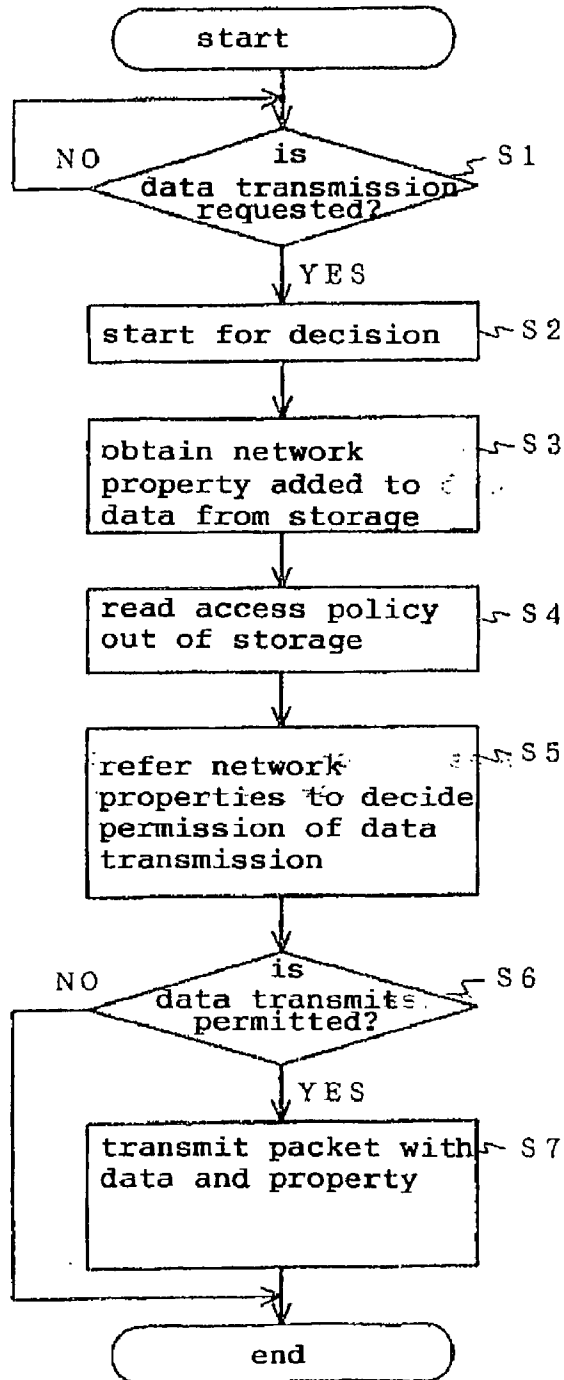 start
is
NO
data transmission
S1
requested?
YES
start for decision
S2
obtain network
property added to
data from storage
S3
read access policy
out of storage
S4
refer network
properties to decide
permission of data
transmission
S5
is
NO
data transmits
S6
permitted?
YES
transmit packet with
data and property
S7
end